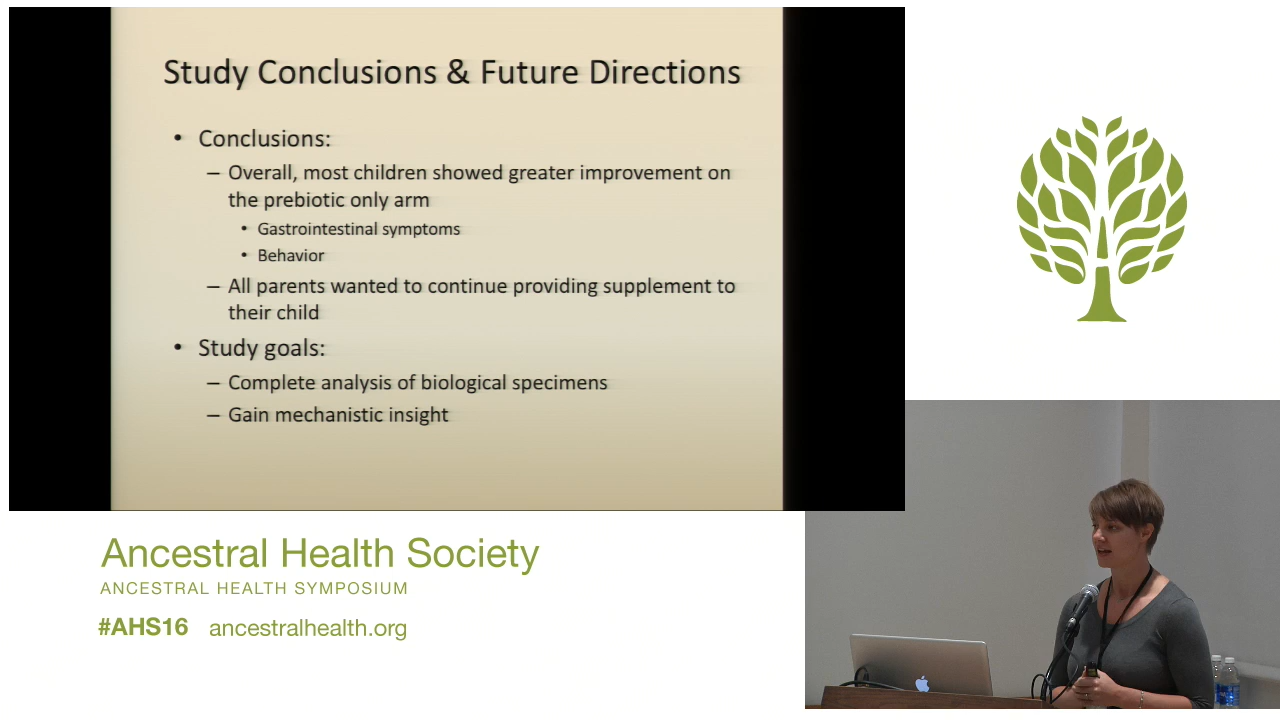 Study Conclusions & Future Directions
• Conclusions:
– Overall, most children showed greater improvement on
the prebiotic only arm
• Gastrointestinal symptoms
• Behavior
– All parents wanted to continue providing supplement to
their child
• Study goals:
– Complete analysis of biological specimens
– Gain mechanistic insight
Ancestral Health Society
ANCESTRAL HEALTH SYMPOSIUM
#AHS16 ancestralhealth.org